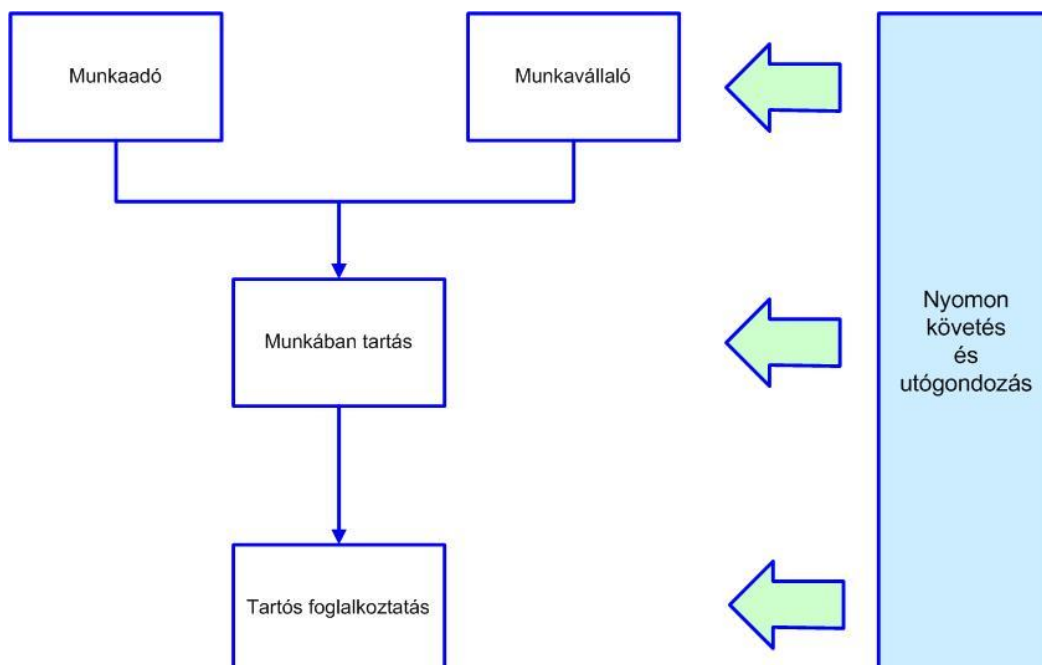 Munkaadó
Munkavállaló
Munkában tartás
Tartós foglalkoztatás
Nyomon
követés
és
utógondozás